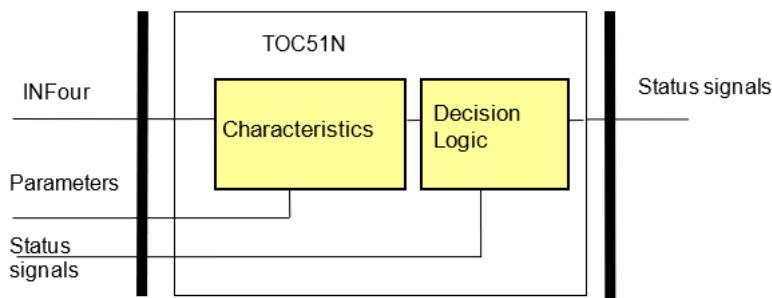 TOC51N
INFour
Status signals
Characteristics
Decision
Logic
Parameters
Status
signals